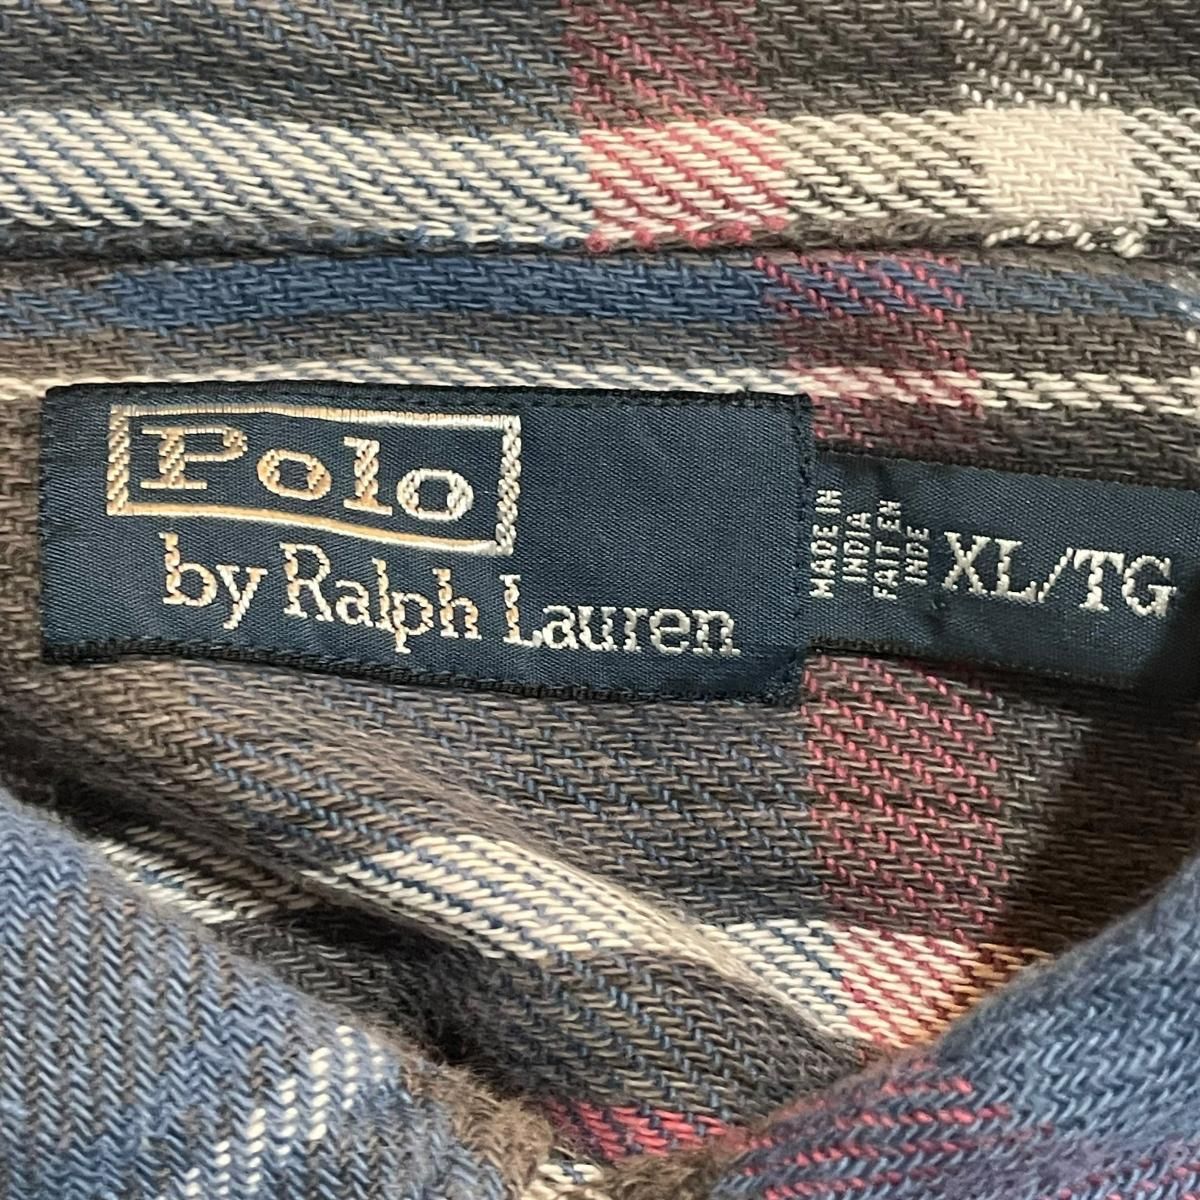 Polo
by Ralph Lauren
MADE IN
INDIA
FAIT EN
INDE
XL/TG